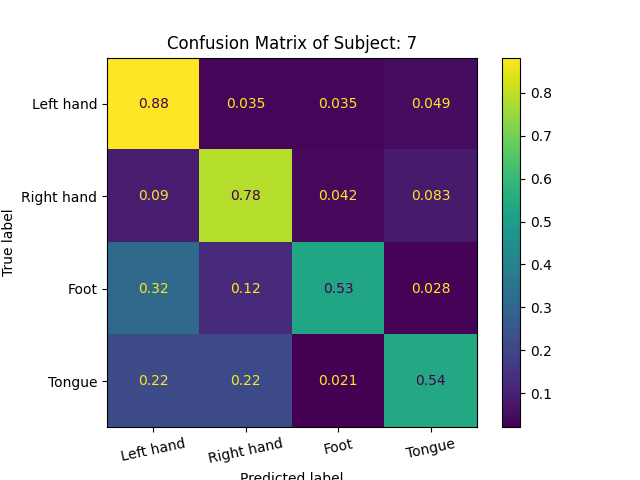 Confusion Matrix of Subject: 7
True label
Left hand 0.88 0.035 0.035 0.049
Right hand 0.09 0.78 0.042 0.083
Foot 0.32 0.12 0.53 0.028
Tongue 0.22 0.22 0.021 0.54
Left hand Right hand Foot Tongue
Predicted label
0.8
0.7
0.6
0.5
0.4
0.3
0.2
0.1